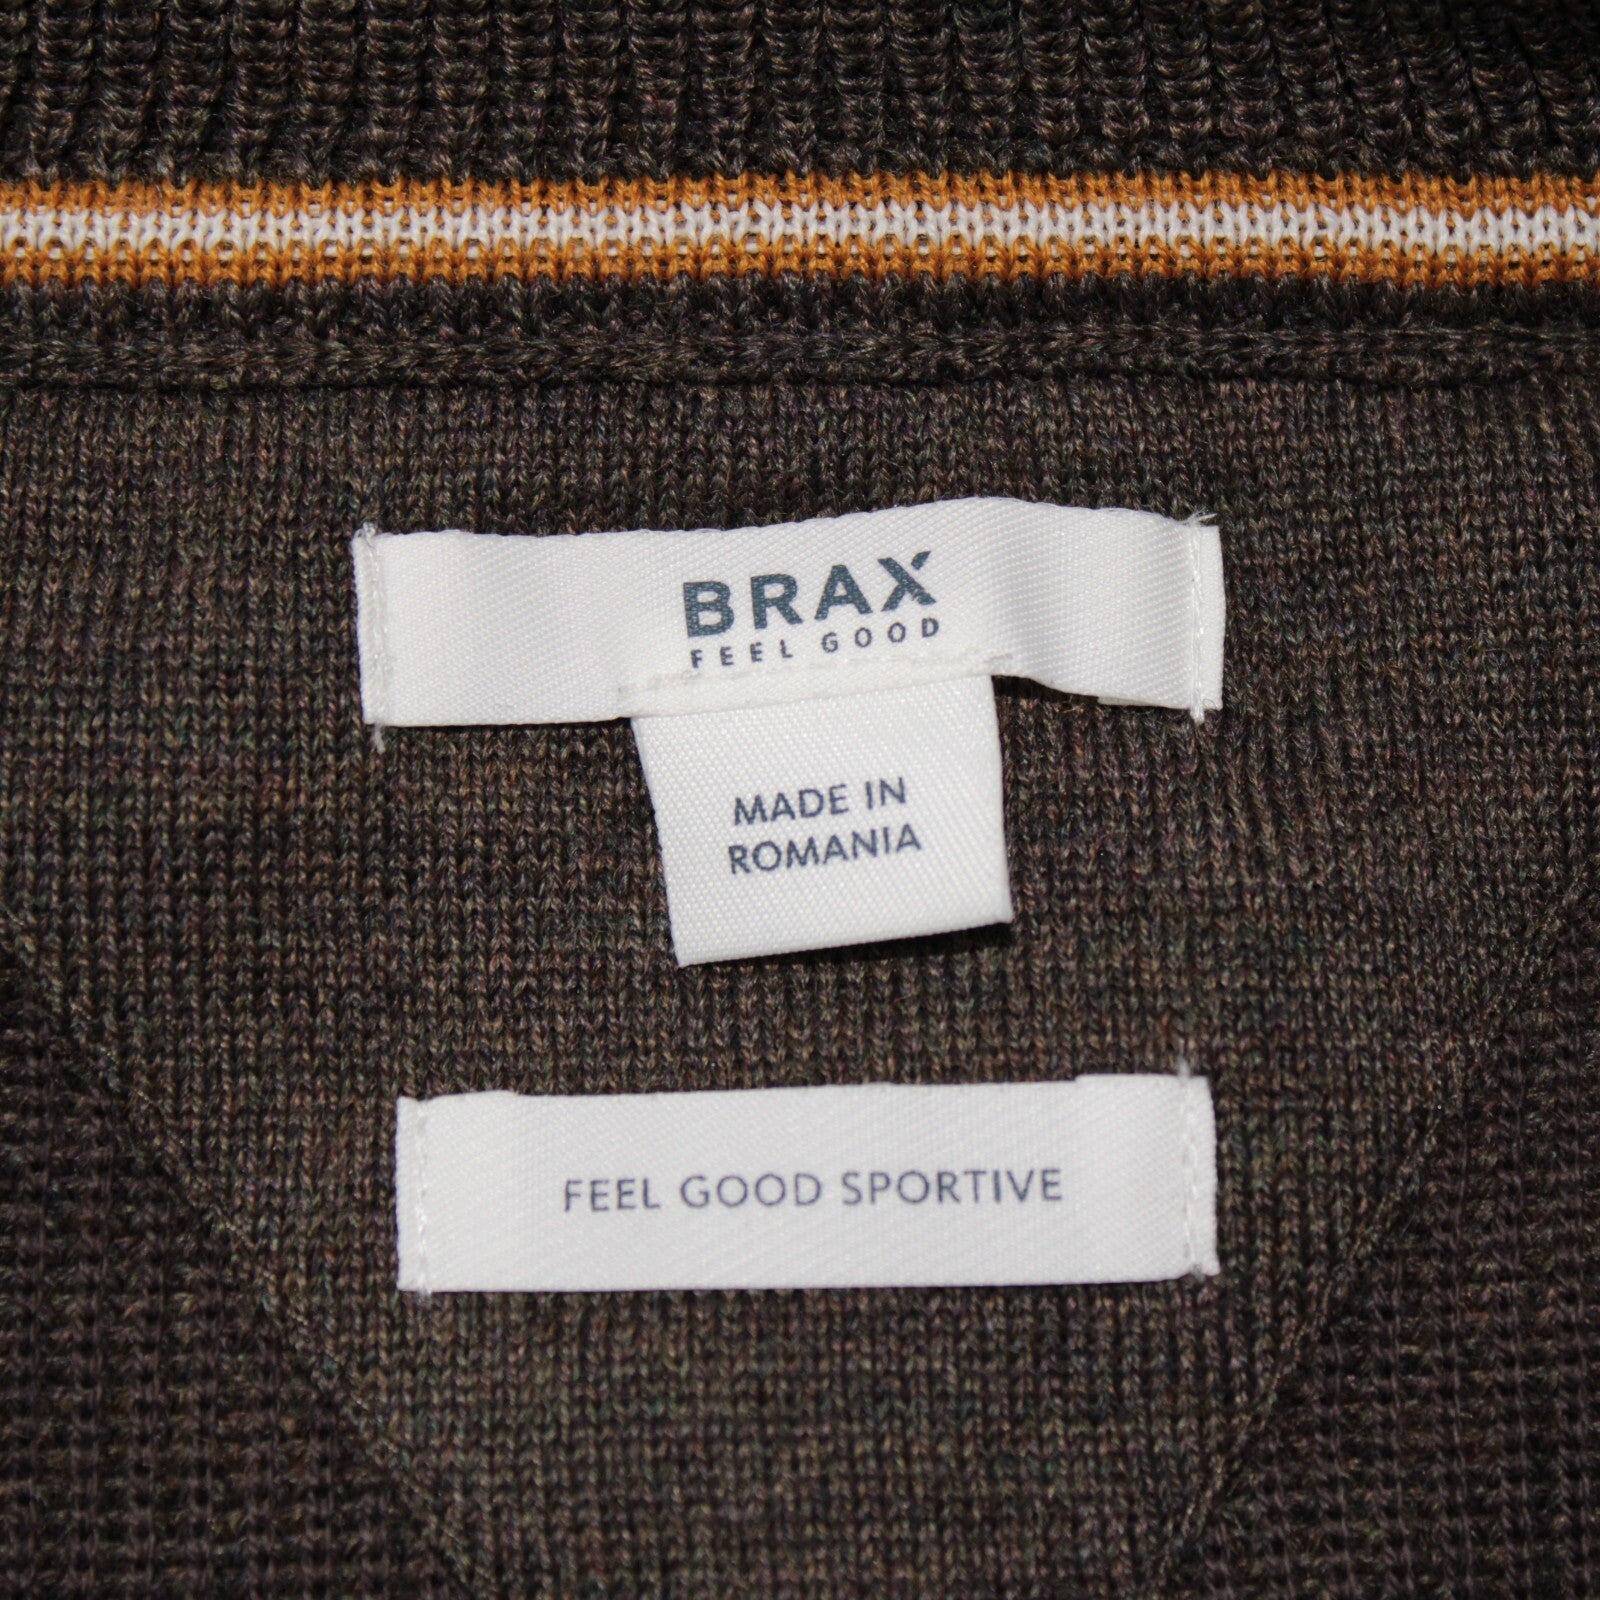 BRAX
FEEL GOOD
MADE IN
ROMANIA
FEEL GOOD SPORTIVE